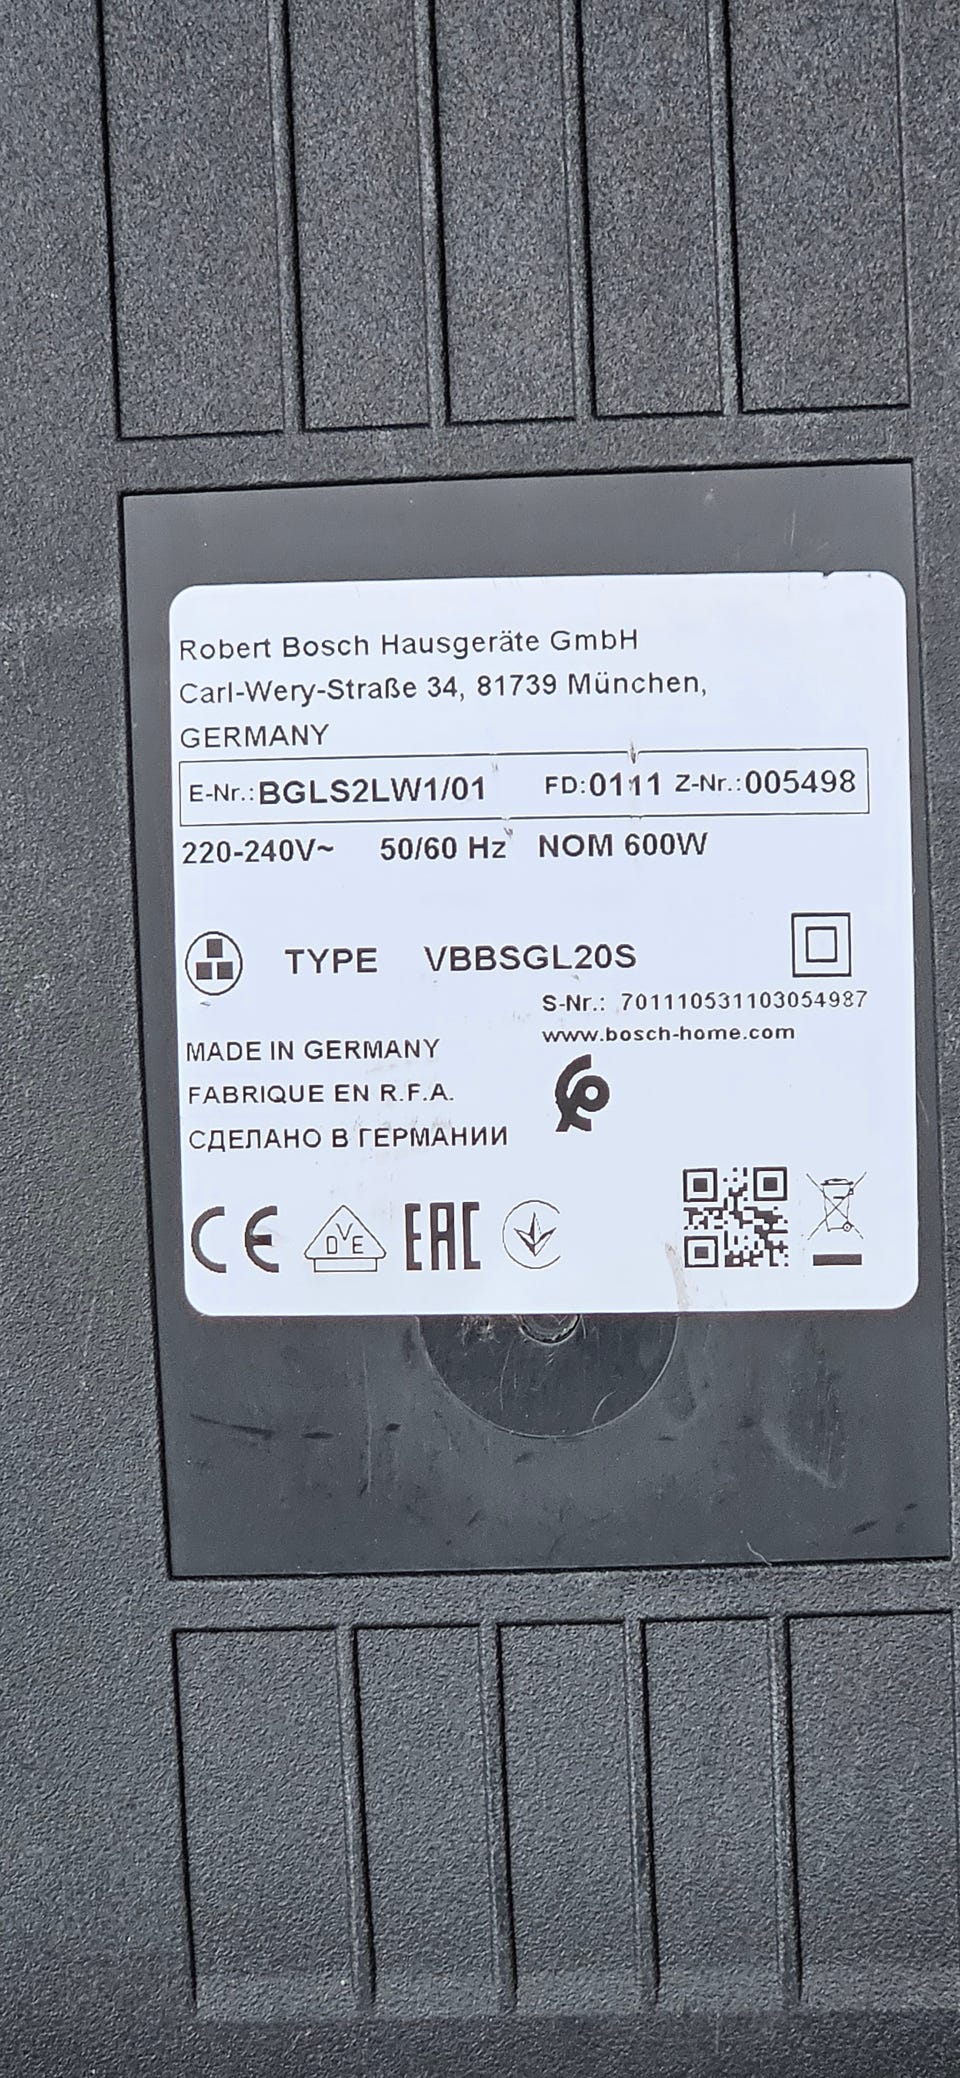 Robert Bosch Hausgeräte GmbH
Carl-Wery-Straße 34, 81739 München,
GERMANY
E-Nr.: BGLS2LW1/01 FD: 0111 Z-Nr.: 005498
220-240V~ 50/60 Hz NOM 600W
TYPE VBBSGL20S
S-Nr.: 701110531103054987
www.bosch-home.com
MADE IN GERMANY
FABRIQUE EN R.F.A.
СДЕЛАНО В ГЕРМАНИИ
CE DVE EAC